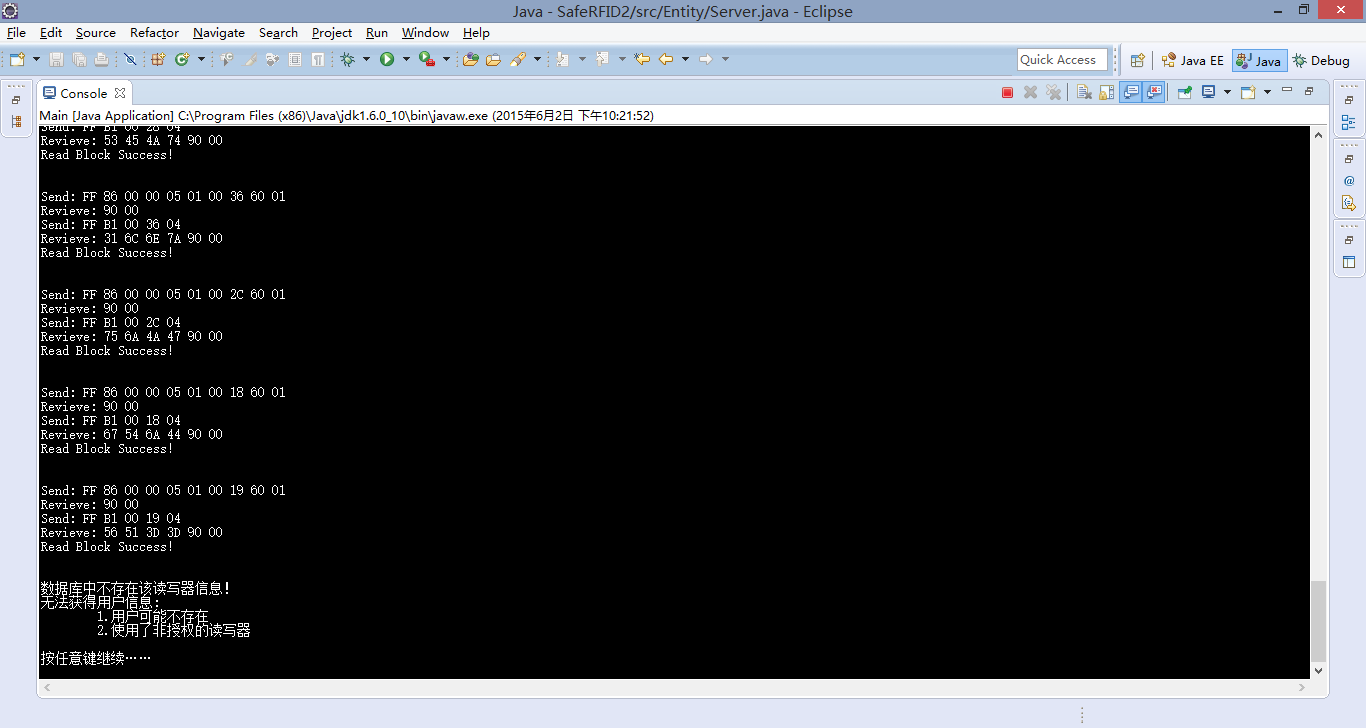 Java - SafeRFID2/src/Entity/Server.java - Eclipse
File Edit Source Refactor Navigate Search Project Run Window Help
Quick Access
Java EE
Java
Debug
Console
Main [Java Application] C:\Program Files (x86)\Java\jdk1.6.0_10\bin\javaw.exe (2015年6月2日 下午10:21:52)
Send: FF B1 00 28 04
Revieve: 53 45 4A 74 90 00
Read Block Success!
Send: FF 86 00 00 05 01 00 36 60 01
Revieve: 90 00
Send: FF B1 00 36 04
Revieve: 31 6C 6E 7A 90 00
Read Block Success!
Send: FF 86 00 00 05 01 00 2C 60 01
Revieve: 90 00
Send: FF B1 00 2C 04
Revieve: 75 6A 4A 47 90 00
Read Block Success!
Send: FF 86 00 00 05 01 00 18 60 01
Revieve: 90 00
Send: FF B1 00 18 04
Revieve: 67 54 6A 44 90 00
Read Block Success!
Send: FF 86 00 00 05 01 00 19 60 01
Revieve: 90 00
Send: FF B1 00 19 04
Revieve: 56 51 3D 3D 90 00
Read Block Success!
数据库中不存在该读写器信息!
无法获得用户信息:
1.用户可能不存在
2.使用了非授权的读写器
按任意键继续……